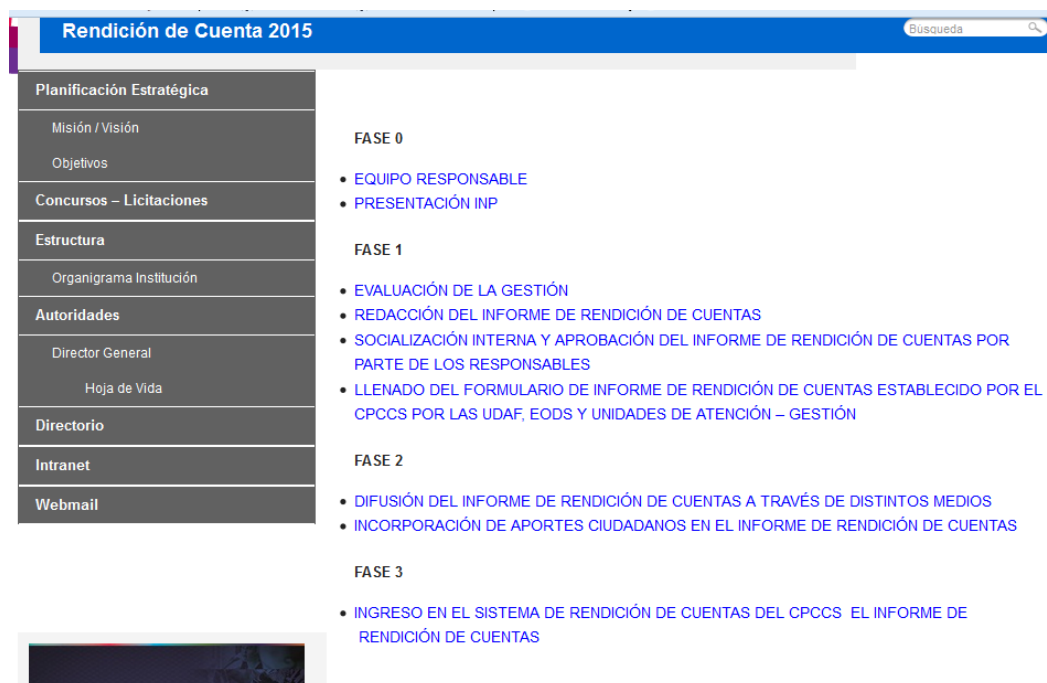 Rendición de Cuenta 2015
Búsqueda
Planificación Estratégica
Misión / Visión
Objetivos
Concursos – Licitaciones
Estructura
Organigrama Institución
Autoridades
Director General
Hoja de Vida
Directorio
Intranet
Webmail
FASE 0
• EQUIPO RESPONSABLE
• PRESENTACIÓN INP
FASE 1
• EVALUACIÓN DE LA GESTIÓN
• REDACCIÓN DEL INFORME DE RENDICIÓN DE CUENTAS
• SOCIALIZACIÓN INTERNA Y APROBACIÓN DEL INFORME DE RENDICIÓN DE CUENTAS POR
PARTE DE LOS RESPONSABLES
• LLENADO DEL FORMULARIO DE INFORME DE RENDICIÓN DE CUENTAS ESTABLECIDO POR EL
CPCCS POR LAS UDAF, EODS Y UNIDADES DE ATENCIÓN – GESTIÓN
FASE 2
• DIFUSIÓN DEL INFORME DE RENDICIÓN DE CUENTAS A TRAVÉS DE DISTINTOS MEDIOS
• INCORPORACIÓN DE APORTES CIUDADANOS EN EL INFORME DE RENDICIÓN DE CUENTAS
FASE 3
• INGRESO EN EL SISTEMA DE RENDICIÓN DE CUENTAS DEL CPCCS EL INFORME DE
RENDICIÓN DE CUENTAS